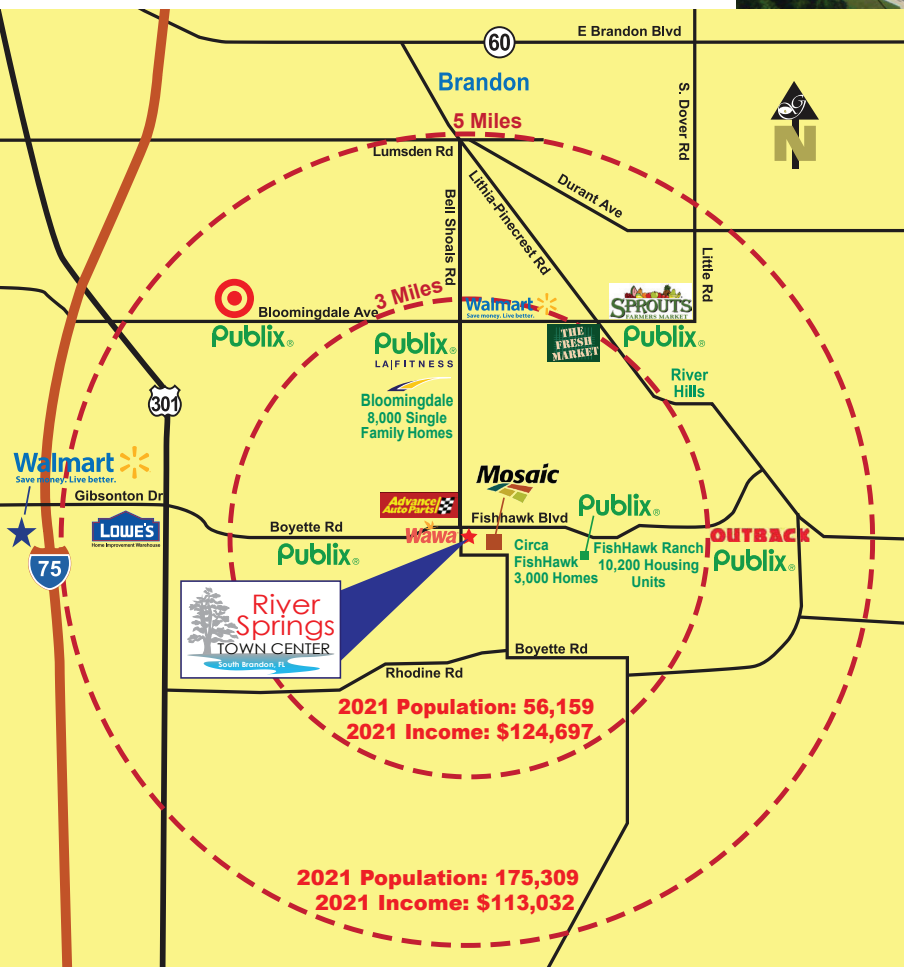 E Brandon Blvd
60
Brandon
S. Dover Rd
N
5 Miles
Lumsden Rd
Durant Ave
Bell Shoals Rd
Lithia-Pinecrest Rd
Little Rd
3 Miles
Bloomingdale Ave
Walmart
Save money. Live better.
SPROUTS
FARMERS MARKET
Publix®
Publix®
LA|FITNESS
THE
FRESH
MARKET
Publix®
Bloomingdale
8,000 Single
Family Homes
River
Hills
301
Walmart
Save money. Live better.
Gibsonton Dr
LOWE'S
Home Improvement Warehouse
75
Mosaic
Advance
Auto Parts
Publix®
Boyette Rd
Wawa
Fishhawk Blvd
Publix®
Circa
FishHawk
3,000 Homes
FishHawk Ranch
10,200 Housing
Units
OUTBACK
Publix®
River
Springs
TOWN CENTER
South Brandon, FL
Boyette Rd
Rhodine Rd
2021 Population: 56,159
2021 Income: $124,697
2021 Population: 175,309
2021 Income: $113,032